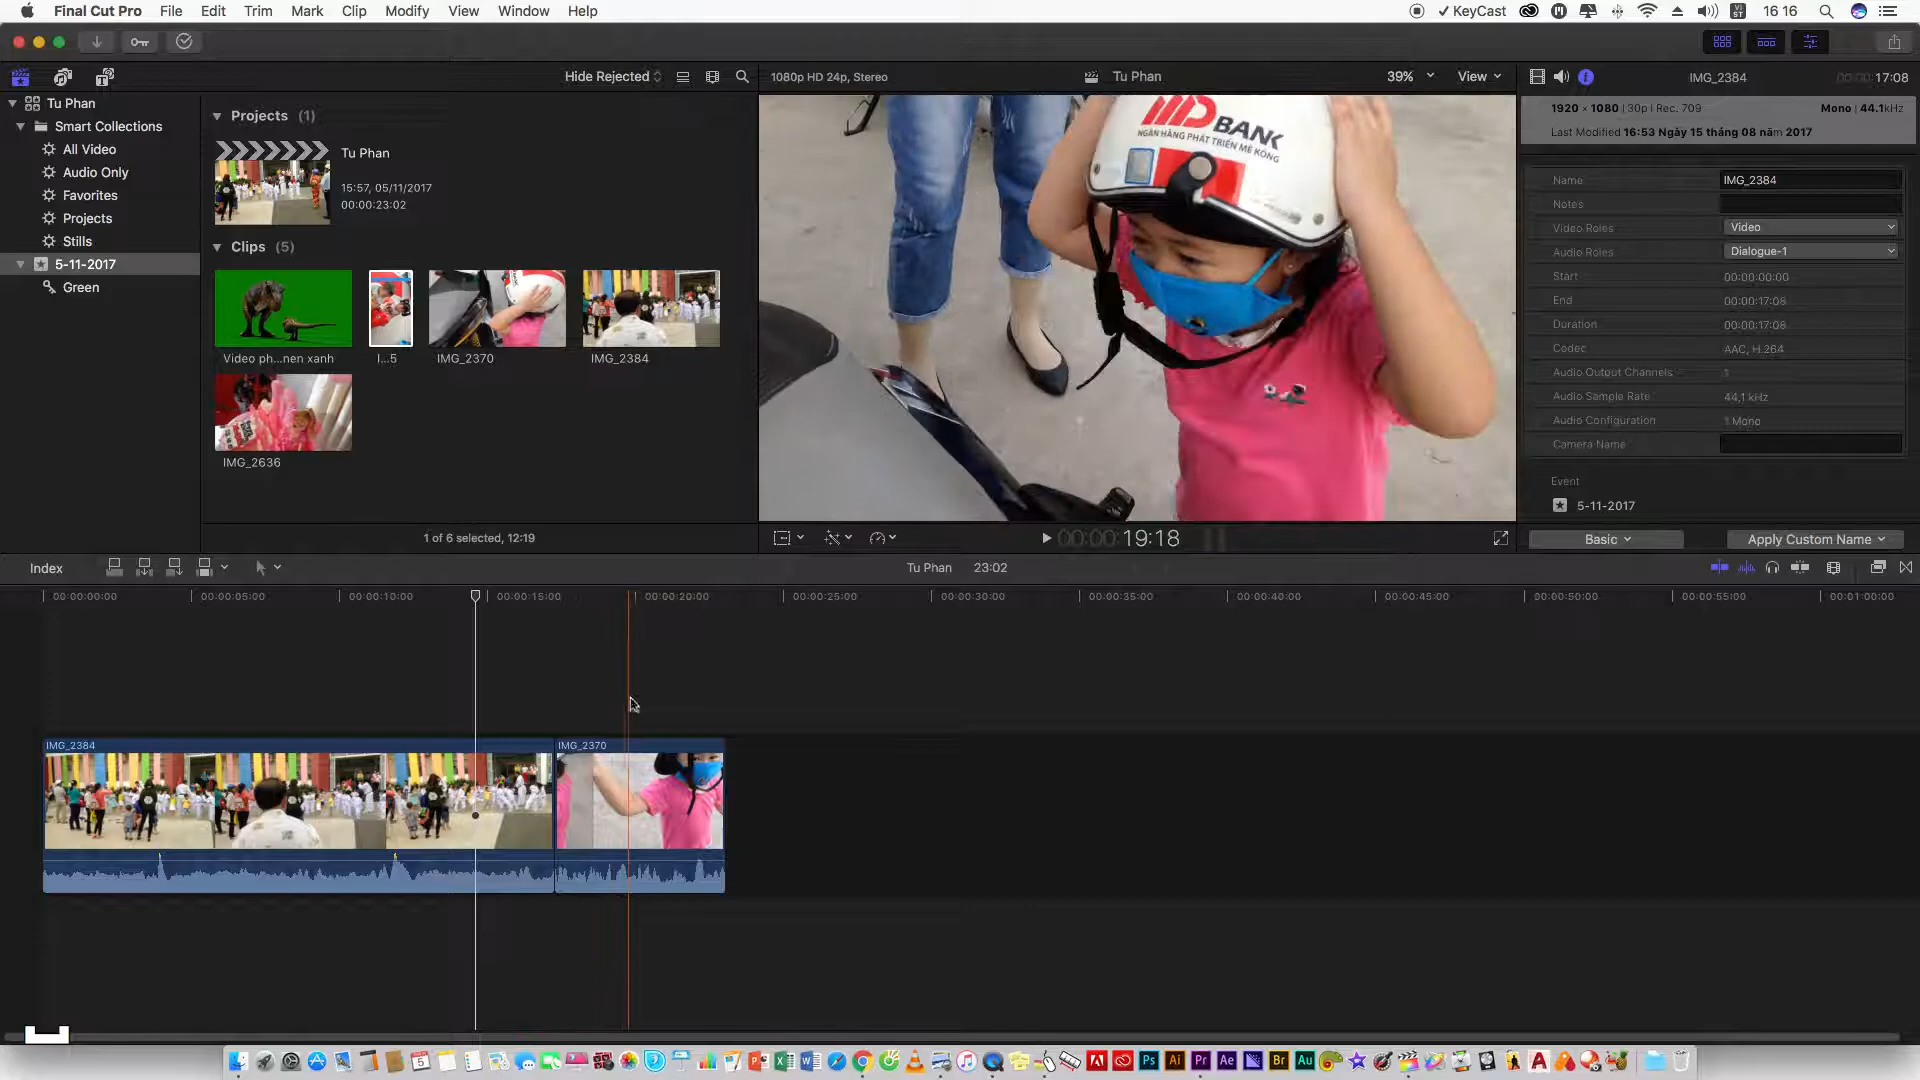 Final Cut Pro File Edit Trim Mark Clip Modify View Window Help
✓ KeyCast 16 16
Hide Rejected
1080p HD 24p, Stereo
Tu Phan
39% View
IMG_2384
00:00:17:08
Tu Phan
Smart Collections
All Video
Audio Only
Favorites
Projects
Stills
5-11-2017
Green
Projects (1)
Tu Phan
15:57, 05/11/2017
00:00:23:02
Clips (5)
Video ph...nen xanh
I...5
IMG_2370
IMG_2384
IMG_2636
1 of 6 selected, 12:19
BANK
NGÂN HÀNG PHÁT TRIỂN MÊ KÔNG
00:00:19:18
1920 × 1080 | 30p | Rec. 709
Mono | 44.1kHz
Last Modified 16:53 Ngày 15 tháng 08 năm 2017
Name IMG_2384
Notes
Video Roles Video
Audio Roles Dialogue-1
Start 00:00:00:00
End 00:00:17:08
Duration 00:00:17:08
Codec AAC, H.264
Audio Output Channels 1
Audio Sample Rate 44,1 kHz
Audio Configuration 1 Mono
Camera Name
Event
5-11-2017
Basic
Apply Custom Name
Index
Tu Phan 23:02
00:00:00:00 00:00:05:00 00:00:10:00 00:00:15:00 00:00:20:00 00:00:25:00 00:00:30:00 00:00:35:00 00:00:40:00 00:00:45:00 00:00:50:00 00:00:55:00 00:01:00:00
IMG_2384
IMG_2370
Ps Ai Pr Ae Br Au